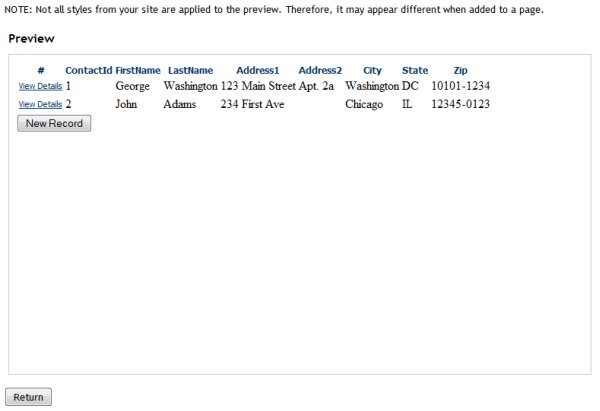 NOTE: Not all styles from your site are applied to the preview. Therefore, it may appear different when added to a page.
Preview
# ContactId FirstName LastName Address1 Address2 City State Zip
View Details 1 George Washington 123 Main Street Apt. 2a Washington DC 10101-1234
View Details 2 John Adams 234 First Ave Chicago IL 12345-0123
New Record
Return